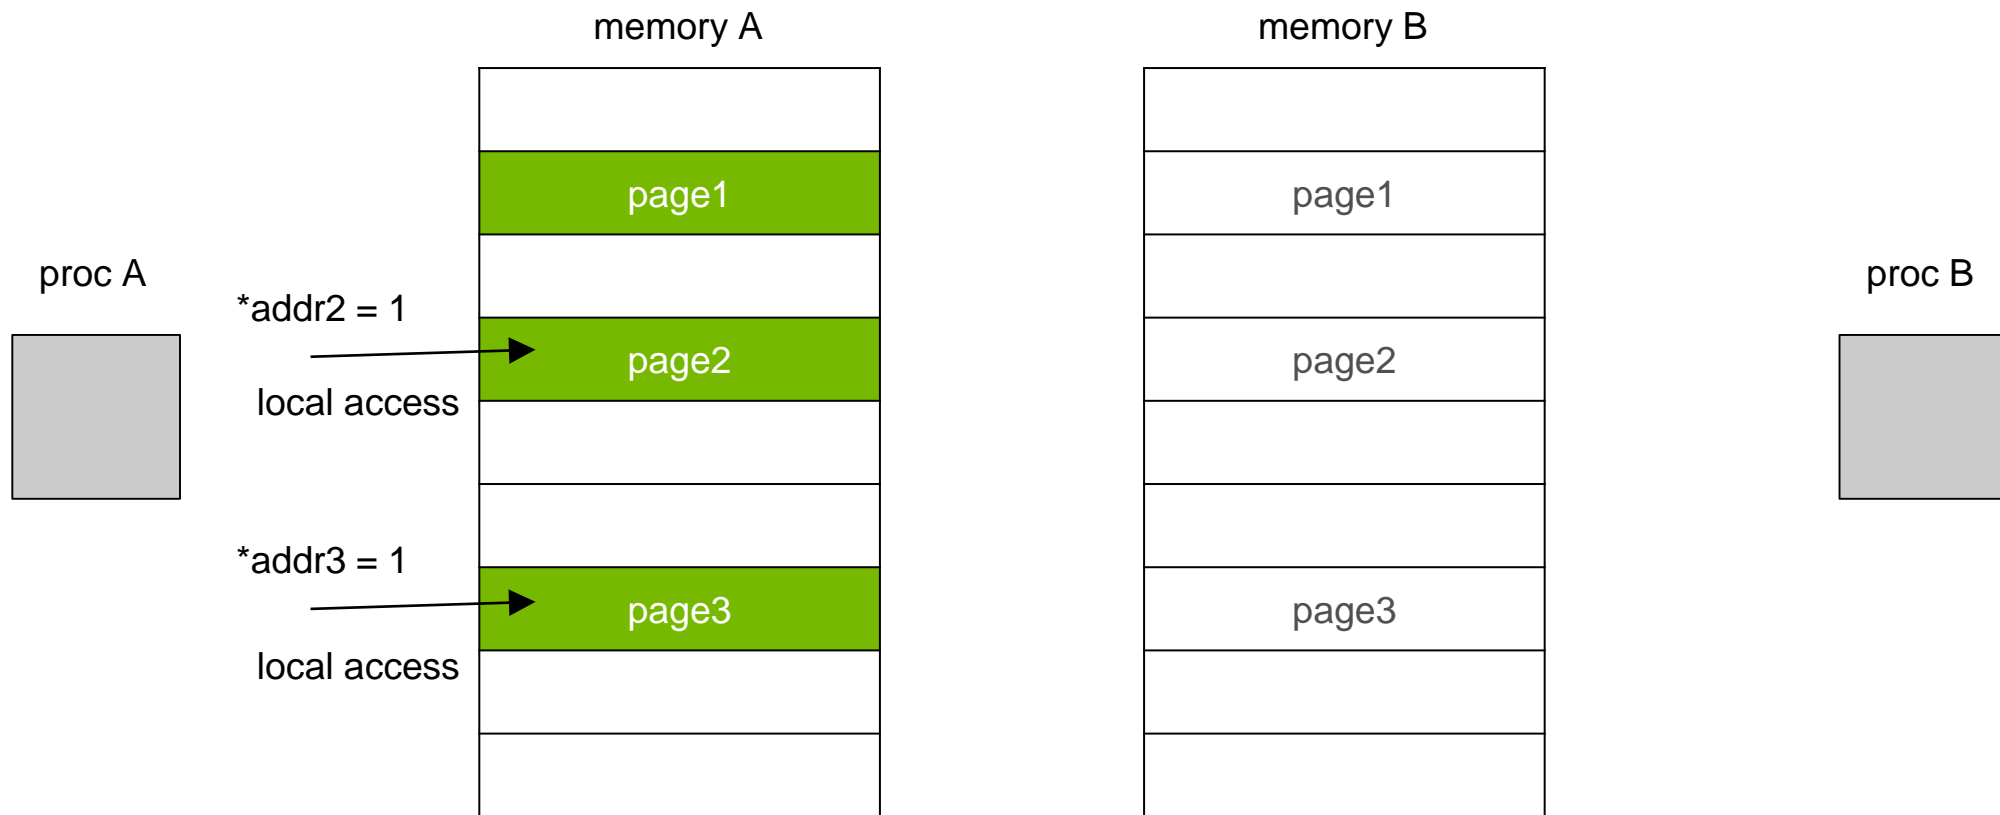 memory A
memory B
page1
page1
proc A
proc B
*addr2 = 1
page2
page2
local access
*addr3 = 1
page3
page3
local access